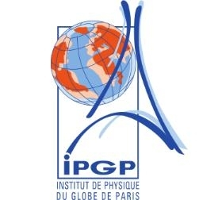 iPGP
INSTITUT DE PHYSIQUE
DU GLOBE DE PARIS